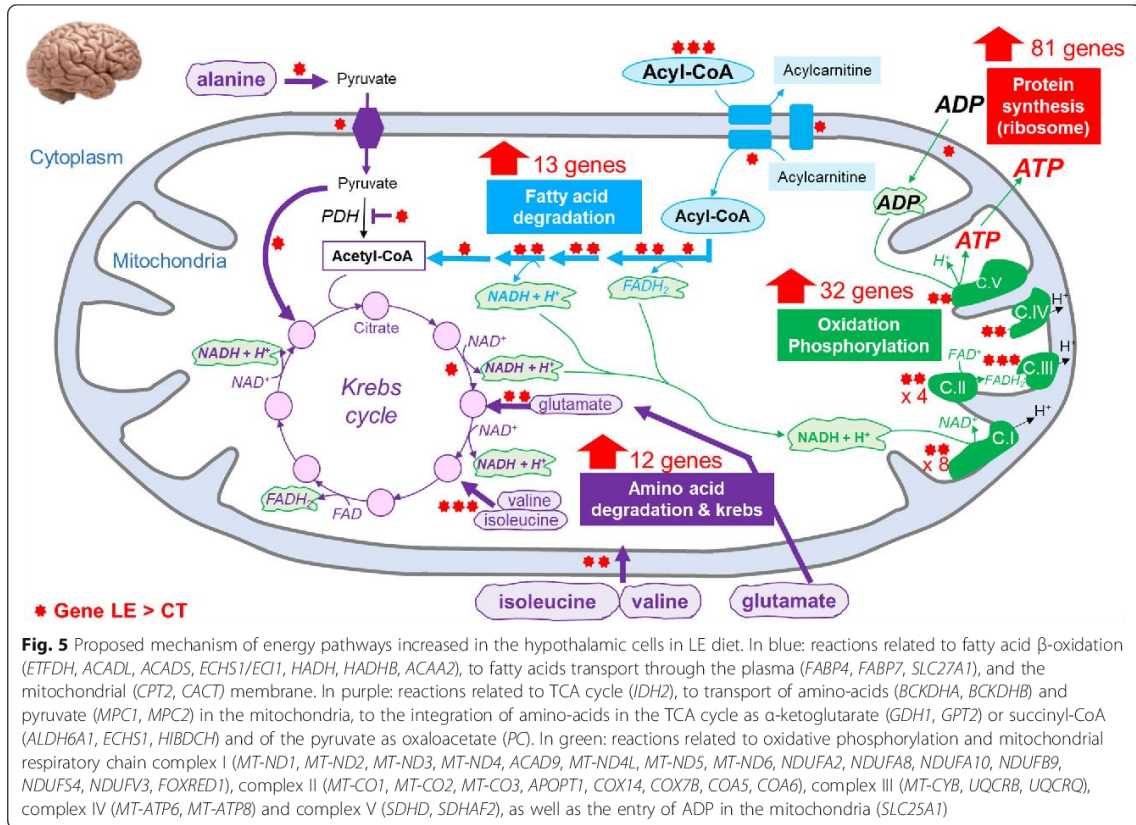 81 genes
Protein
synthesis
(ribosome)
alanine
Pyruvate
Acyl-CoA
Acylcarnitine
ADP
Cytoplasm
ATP
13 genes
Fatty acid
degradation
Acylcarnitine
Pyruvate
PDH
Acyl-CoA
ADP
Mitochondria
Acetyl-CoA
H⁺
ATP
C.V
32 genes
Oxidation
Phosphorylation
NADH + H⁺
FADH₂
C.IV
H⁺
Citrate
NADH + H⁺
NAD⁺
NAD⁺
NADH + H⁺
Krebs
cycle
FAD⁺
C.III
H⁺
C.II
FADH₂
x 4
glutamate
NAD⁺
NADH + H⁺
12 genes
Amino acid
degradation & krebs
NADH + H⁺
NAD⁺
C.I
H⁺
x 8
FADH₂
FAD
valine
isoleucine
isoleucine
valine
glutamate
Gene LE > CT
Fig. 5 Proposed mechanism of energy pathways increased in the hypothalamic cells in LE diet. In blue: reactions related to fatty acid β-oxidation
(ETFDH, ACADL, ACADS, ECHS1/ECI1, HADH, HADHB, ACAA2), to fatty acids transport through the plasma (FABP4, FABP7, SLC27A1), and the
mitochondrial (CPT2, CACT) membrane. In purple: reactions related to TCA cycle (IDH2), to transport of amino-acids (BCKDHA, BCKDHB) and
pyruvate (MPC1, MPC2) in the mitochondria, to the integration of amino-acids in the TCA cycle as α-ketoglutarate (GDH1, GPT2) or succinyl-CoA
(ALDH6A1, ECHS1, HIBDCH) and of the pyruvate as oxaloacetate (PC). In green: reactions related to oxidative phosphorylation and mitochondrial
respiratory chain complex I (MT-ND1, MT-ND2, MT-ND3, MT-ND4, ACAD9, MT-ND4L, MT-ND5, MT-ND6, NDUFA2, NDUFA8, NDUFA10, NDUFB9,
NDUFS4, NDUFV3, FOXRED1), complex II (MT-CO1, MT-CO2, MT-CO3, APOPT1, COX14, COX7B, COA5, COA6), complex III (MT-CYB, UQCRB, UQCRQ),
complex IV (MT-ATP6, MT-ATP8) and complex V (SDHD, SDHAF2), as well as the entry of ADP in the mitochondria (SLC25A1)